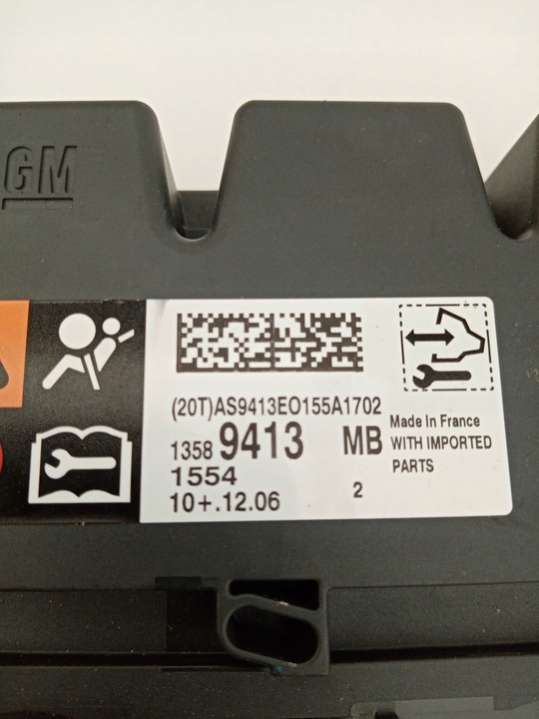 GM
(20T)AS9413EO155A1702
1358 9413 MB
1554
10+.12.06
2
Made In France
WITH IMPORTED
PARTS